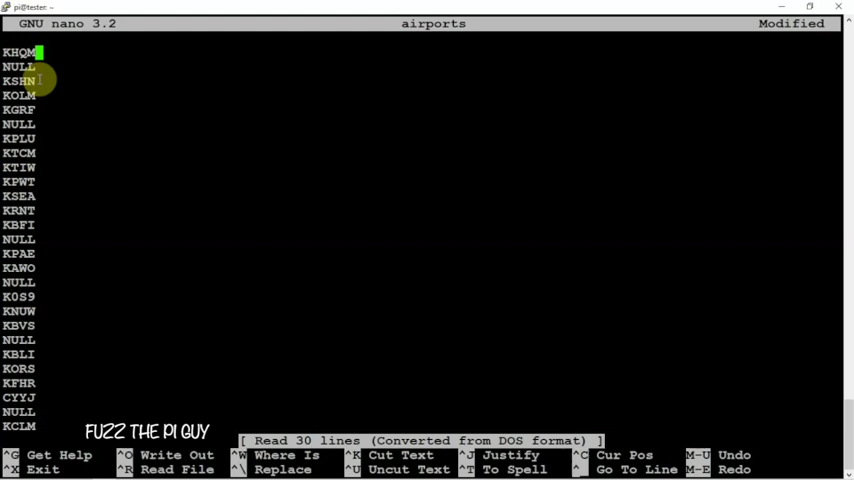 pi@tester: ~
GNU nano 3.2 airports Modified
KHQM
NULL
KSHN
KOLM
KGRF
NULL
KPLU
KTCM
KTIW
KPWT
KSEA
KRNT
KBFI
NULL
KPAE
KAWO
NULL
K0S9
KNUW
KBVS
NULL
KBLI
KORS
KFHR
CYYJ
NULL
KCLM
FUZZ THE PI GUY
[ Read 30 lines (Converted from DOS format) ]
^G Get Help ^O Write Out ^W Where Is ^K Cut Text ^J Justify ^C Cur Pos M-U Undo
^X Exit ^R Read File ^\ Replace ^U Uncut Text ^T To Spell ^_ Go To Line M-E Redo